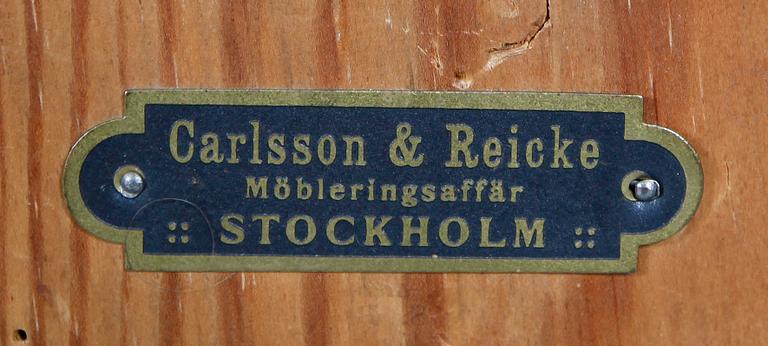 Carlsson & Reicke
Möbleringsaffär
:: STOCKHOLM ::